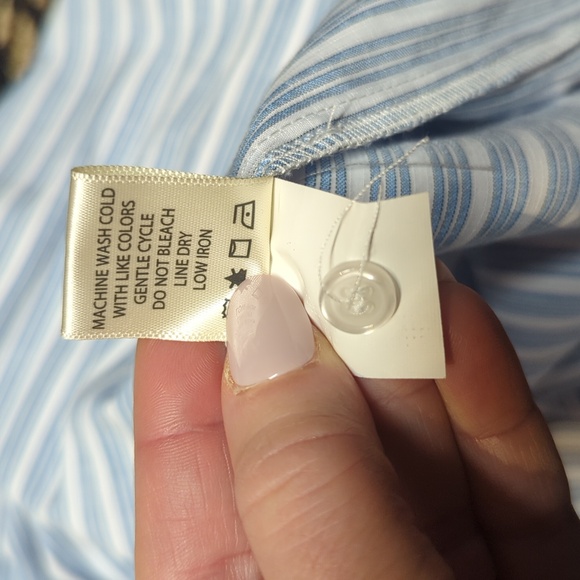 MACHINE WASH COLD
WITH LIKE COLORS
GENTLE CYCLE
DO NOT BLEACH
LINE DRY
LOW IRON